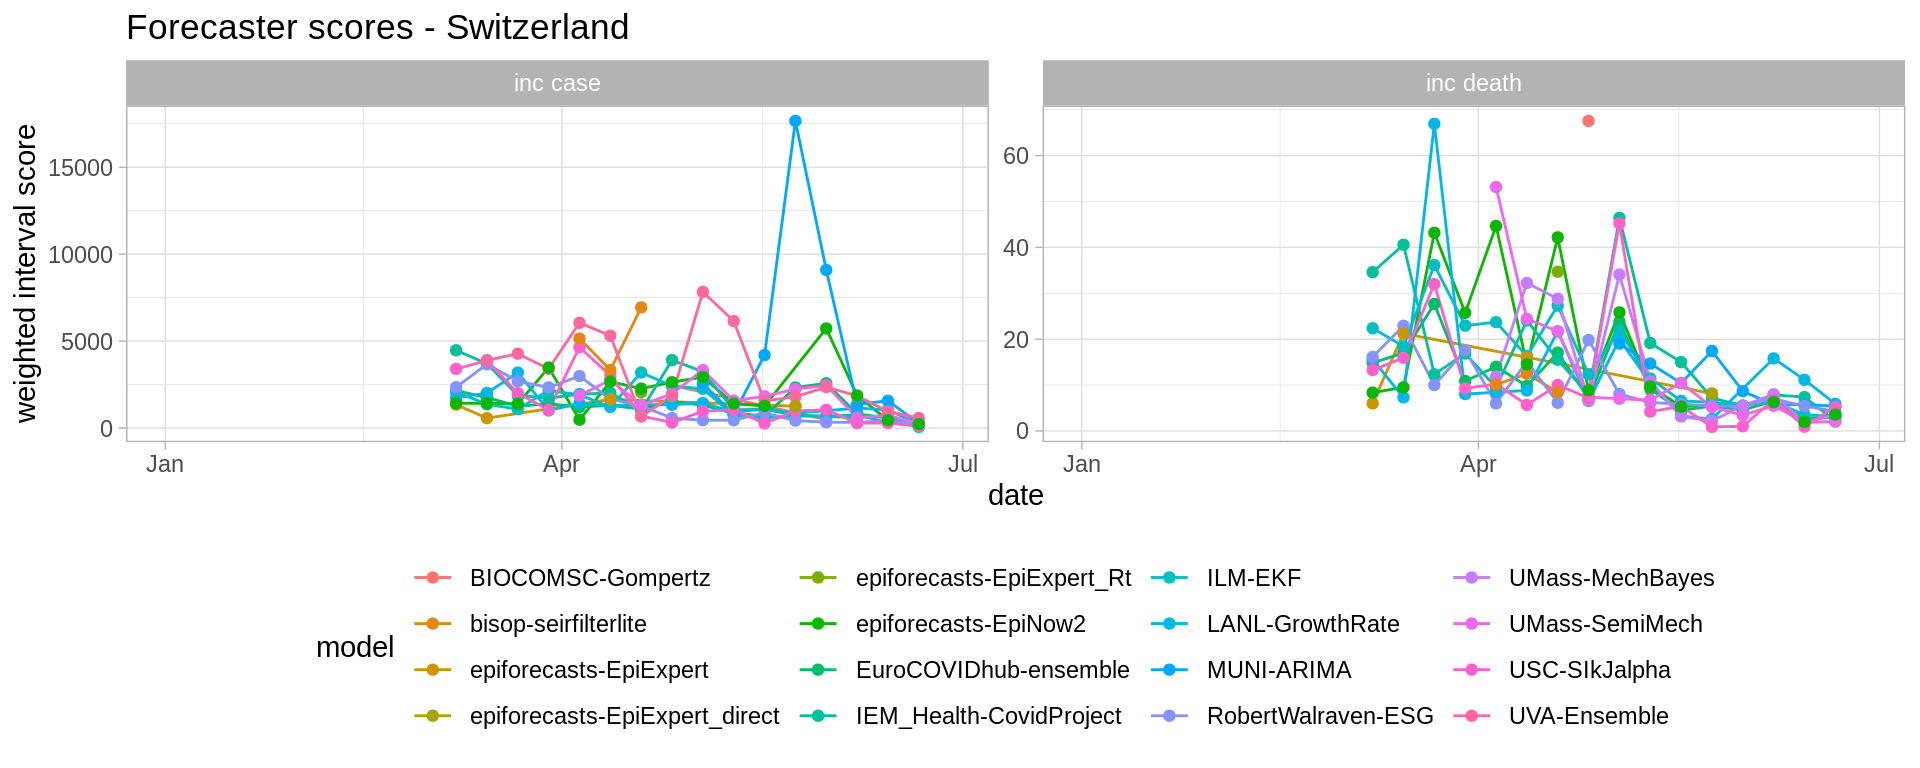 Forecaster scores - Switzerland
inc case
inc death
weighted interval score
15000
10000
5000
0
60
40
20
0
Jan
Apr
Jul
Jan
Apr
Jul
date
model
BIOCOMSC-Gompertz
bisop-seirfilterlite
epiforecasts-EpiExpert
epiforecasts-EpiExpert_direct
epiforecasts-EpiExpert_Rt
epiforecasts-EpiNow2
EuroCOVIDhub-ensemble
IEM_Health-CovidProject
ILM-EKF
LANL-GrowthRate
MUNI-ARIMA
RobertWalraven-ESG
UMass-MechBayes
UMass-SemiMech
USC-SIkJalpha
UVA-Ensemble